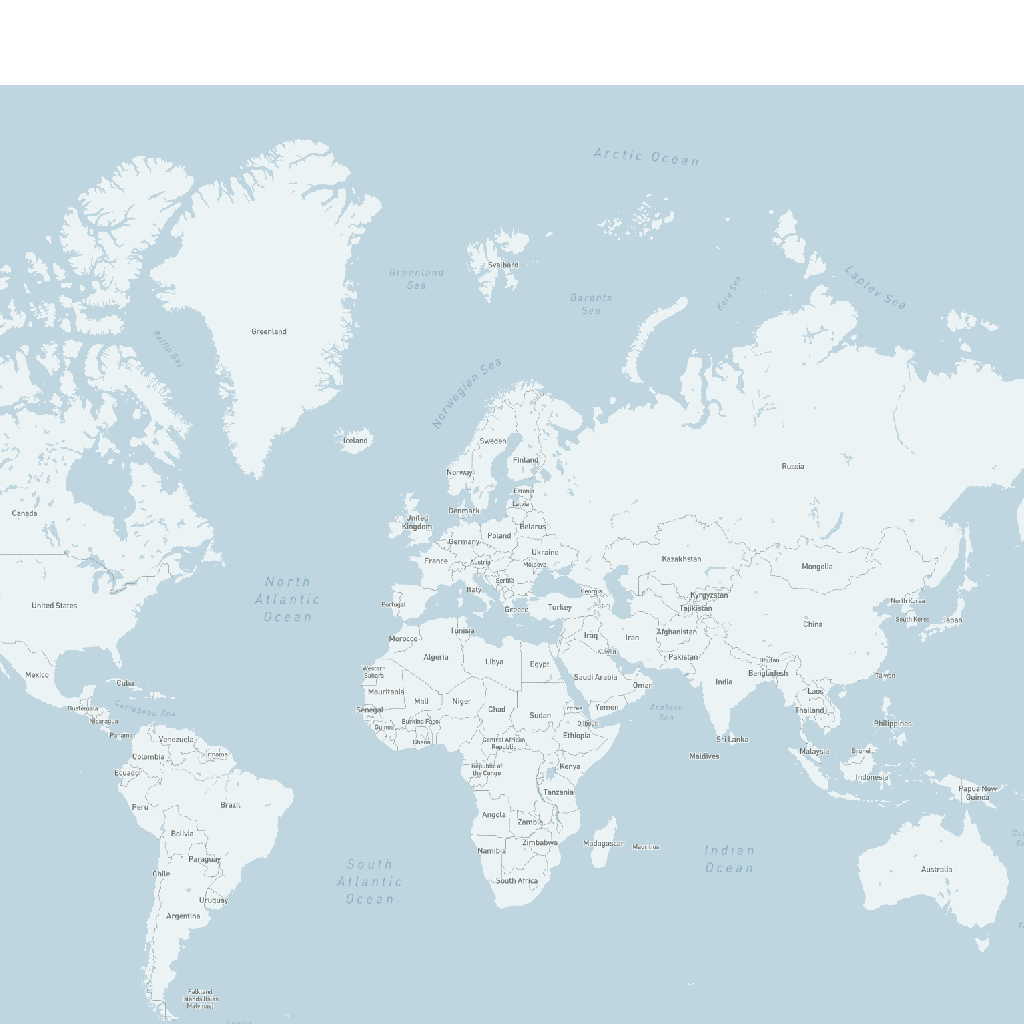 Arctic Ocean
Svalbard
Greenland
Sea
Barents
Sea
Kara Sea
Laptev Sea
Greenland
Baffin Bay
Norwegian Sea
Iceland
Sweden
Finland
Norway
Russia
Estonia
Latvia
Denmark
Canada
United
Kingdom
Belarus
Poland
Germany
Ukraine
France
Austria
Moldova
Kazakhstan
Mongolia
North
Atlantic
Ocean
Serbia
Italy
Georgia
Kyrgyzstan
Portugal
Greece
Turkey
Tajikistan
North Korea
United States
South Korea
Japan
China
Tunisia
Morocco
Iraq
Iran
Afghanistan
Kuwait
Algeria
Libya
Egypt
Pakistan
Bhutan
Western
Sahara
Bangladesh
Mexico
Saudi Arabia
Taiwan
Cuba
India
Oman
Mauritania
Laos
Mali
Niger
Chad
Yemen
Arabian
Sea
Guatemala
Caribbean Sea
Senegal
Eritrea
Thailand
Sudan
Nicaragua
Burkina Faso
Djibouti
Philippines
Guinea
Panama
Venezuela
Ghana
Central African
Republic
Ethiopia
Sri Lanka
Colombia
Suriname
Maldives
Malaysia
Brunei
Ecuador
Republic of
the Congo
Kenya
Indonesia
Papua New
Guinea
Peru
Brazil
Tanzania
Angola
Zambia
Bolivia
Zimbabwe
Madagascar
Mauritius
Namibia
Indian
Ocean
Paraguay
South
Atlantic
Ocean
Chile
South Africa
Australia
Uruguay
Argentina
Falkland
Islands (Islas
Malvinas)